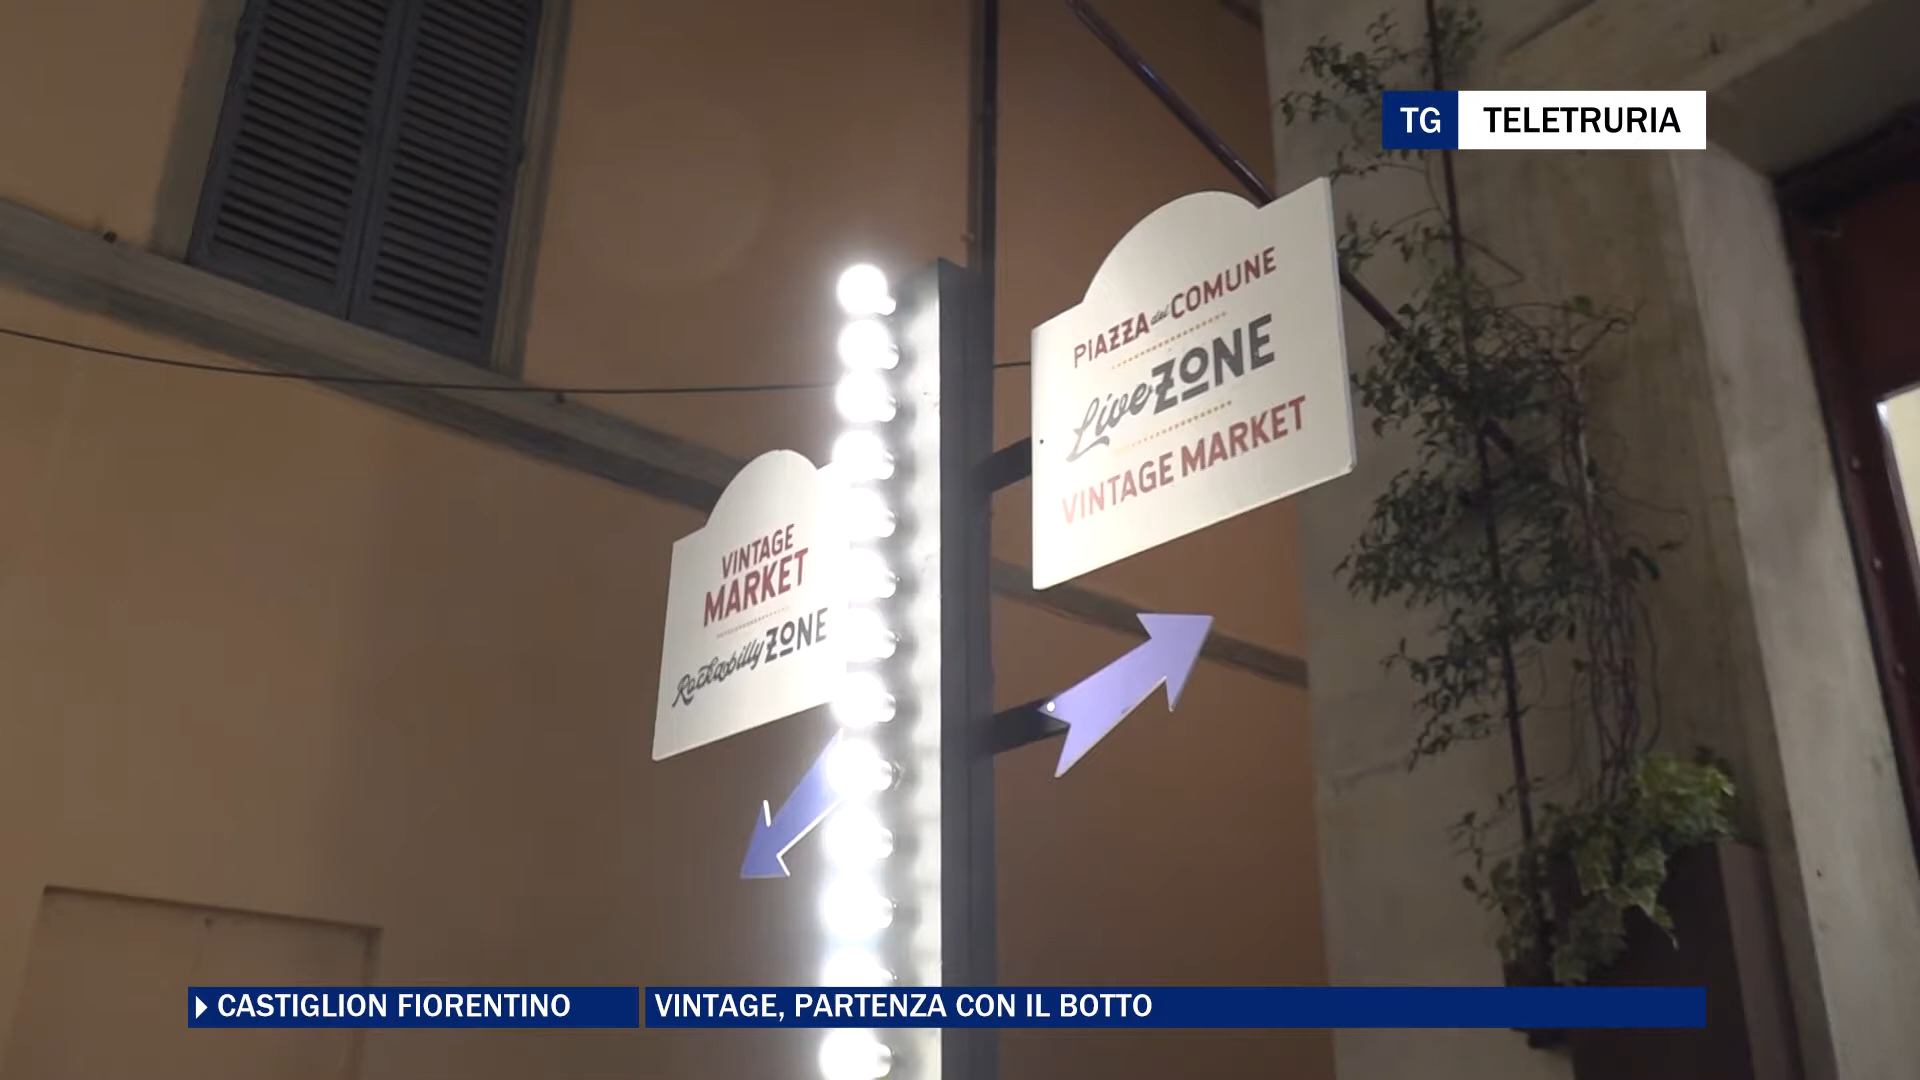 TG TELETRURIA
PIAZZA del COMUNE
Live ZONE
VINTAGE MARKET
VINTAGE
MARKET
Rockabilly ZONE
CASTIGLION FIORENTINO
VINTAGE, PARTENZA CON IL BOTTO